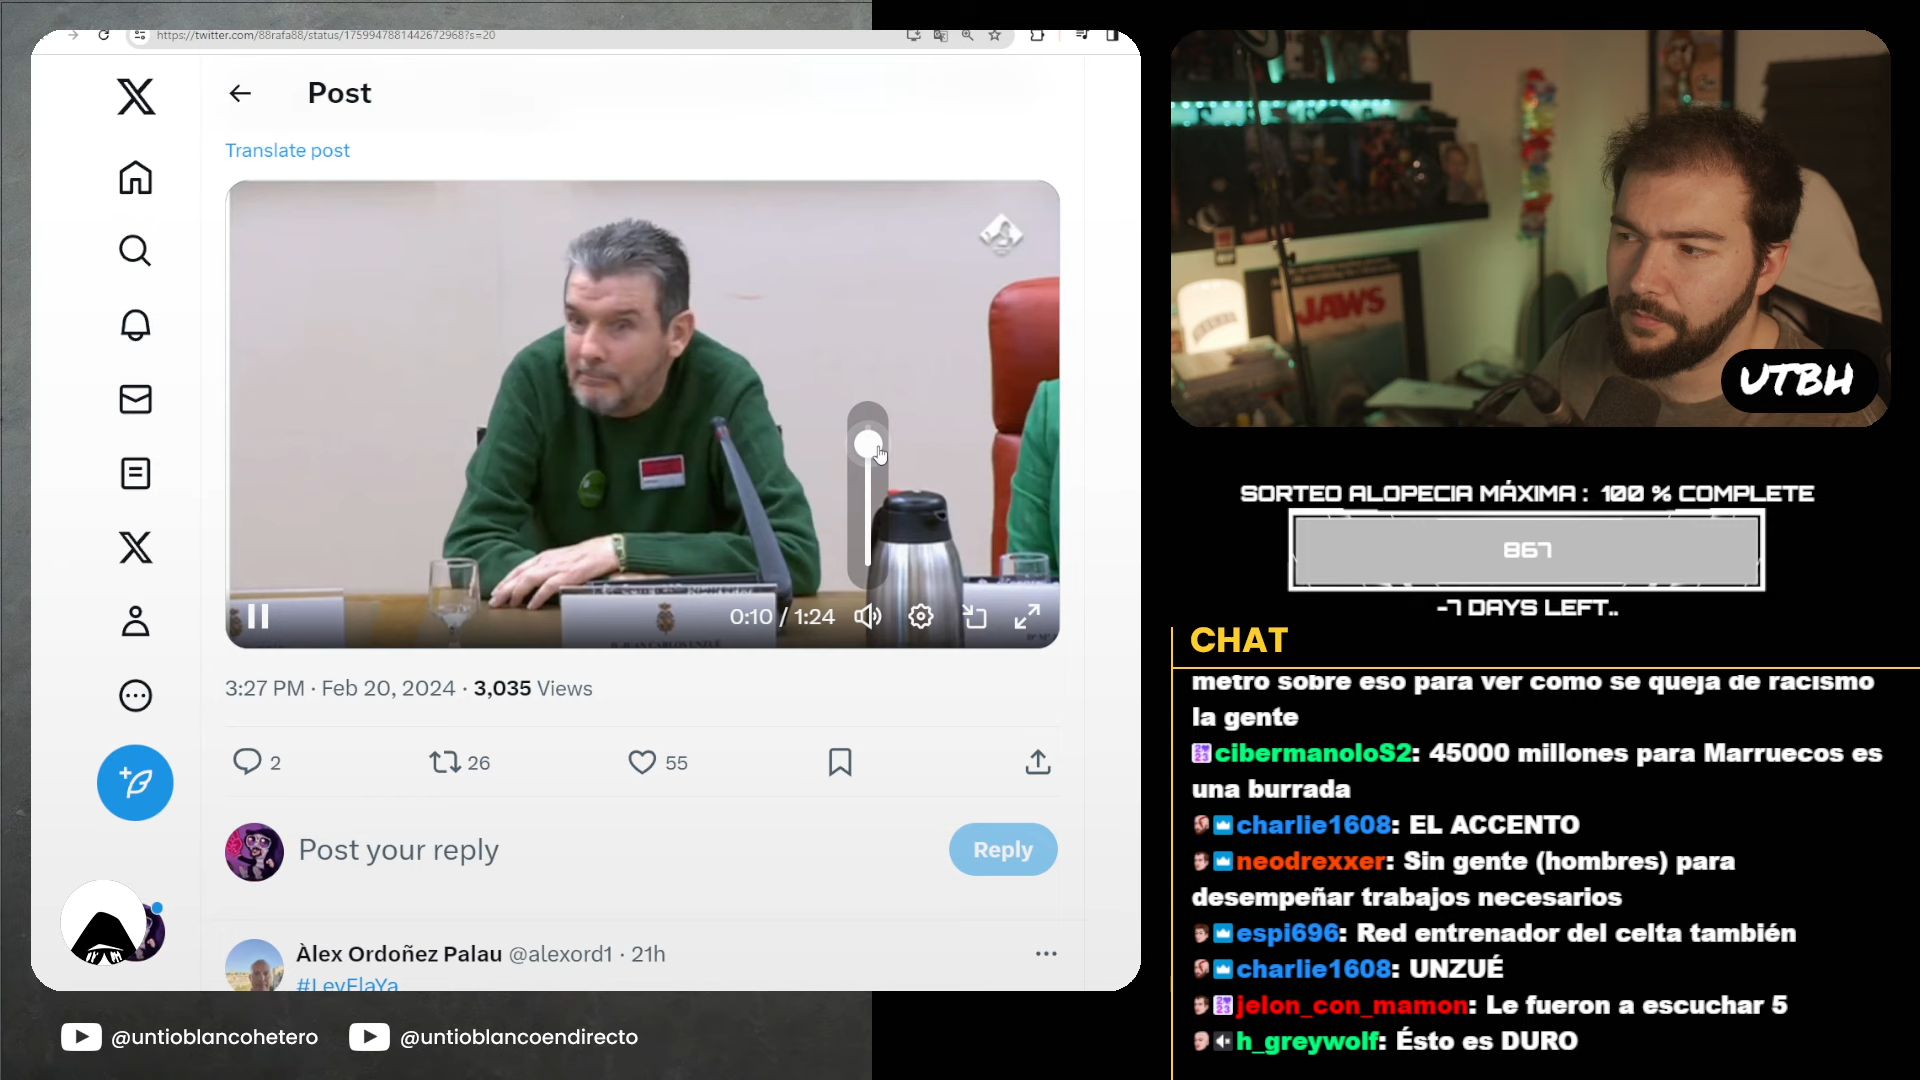 https://twitter.com/88rafa88/status/1759947881442672968?s=20
Post
Translate post
0:10 / 1:24
3:27 PM · Feb 20, 2024 · 3,035 Views
2
26
55
Post your reply
Reply
Àlex Ordoñez Palau @alexord1 · 21h
#LeyElaYa
@untioblancohetero
@untioblancoendirecto
JAWS
UTBH
SORTEO ALOPECIA MÁXIMA : 100 % COMPLETE
867
-7 DAYS LEFT..
CHAT
metro sobre eso para ver como se queja de racismo
la gente
cibermanoloS2: 45000 millones para Marruecos es
una burrada
charlie1608: EL ACCENTO
neodrexxer: Sin gente (hombres) para
desempeñar trabajos necesarios
espi696: Red entrenador del celta también
charlie1608: UNZUÉ
jelon_con_mamon: Le fueron a escuchar 5
h_greywolf: Ésto es DURO